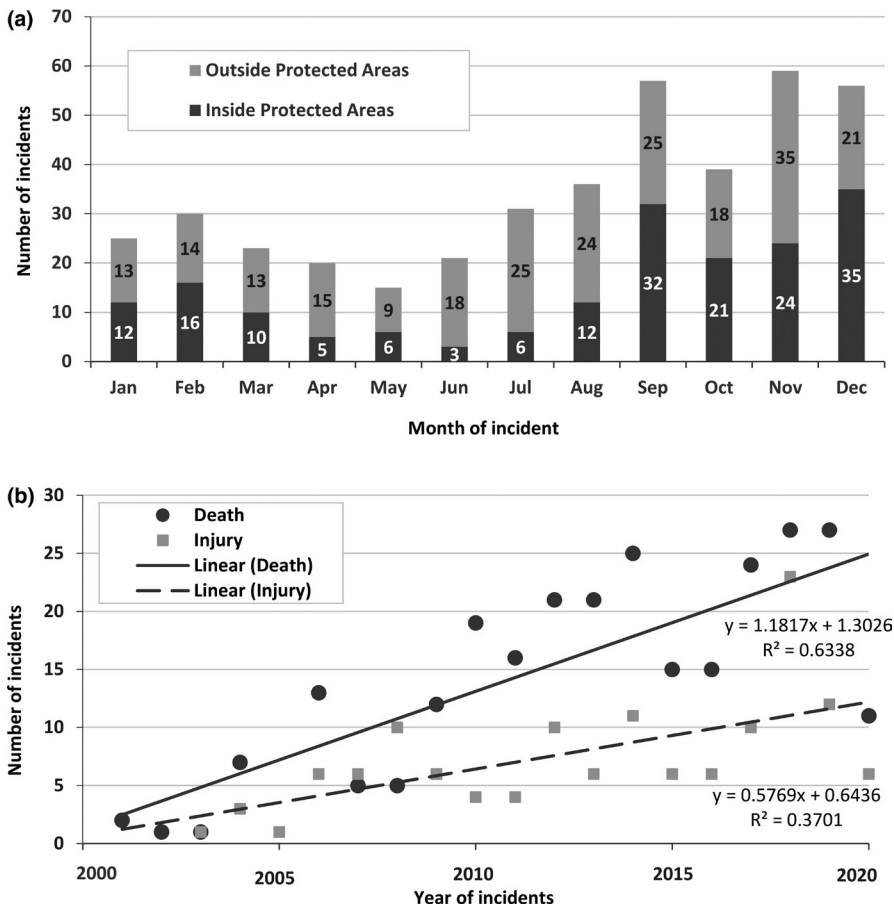 (a)
70
60
50
40
30
20
10
0
Number of incidents
Outside Protected Areas
Inside Protected Areas
13 14 13 15 9 18 25 24 25 18 35 21
12 16 10 5 6 3 6 12 32 21 24 35
Jan Feb Mar Apr May Jun Jul Aug Sep Oct Nov Dec
Month of incident
(b)
30
25
20
15
10
5
0
Number of incidents
Death
Injury
Linear (Death)
Linear (Injury)
y = 1.1817x + 1.3026
R² = 0.6338
y = 0.5769x + 0.6436
R² = 0.3701
2000 2005 2010 2015 2020
Year of incidents